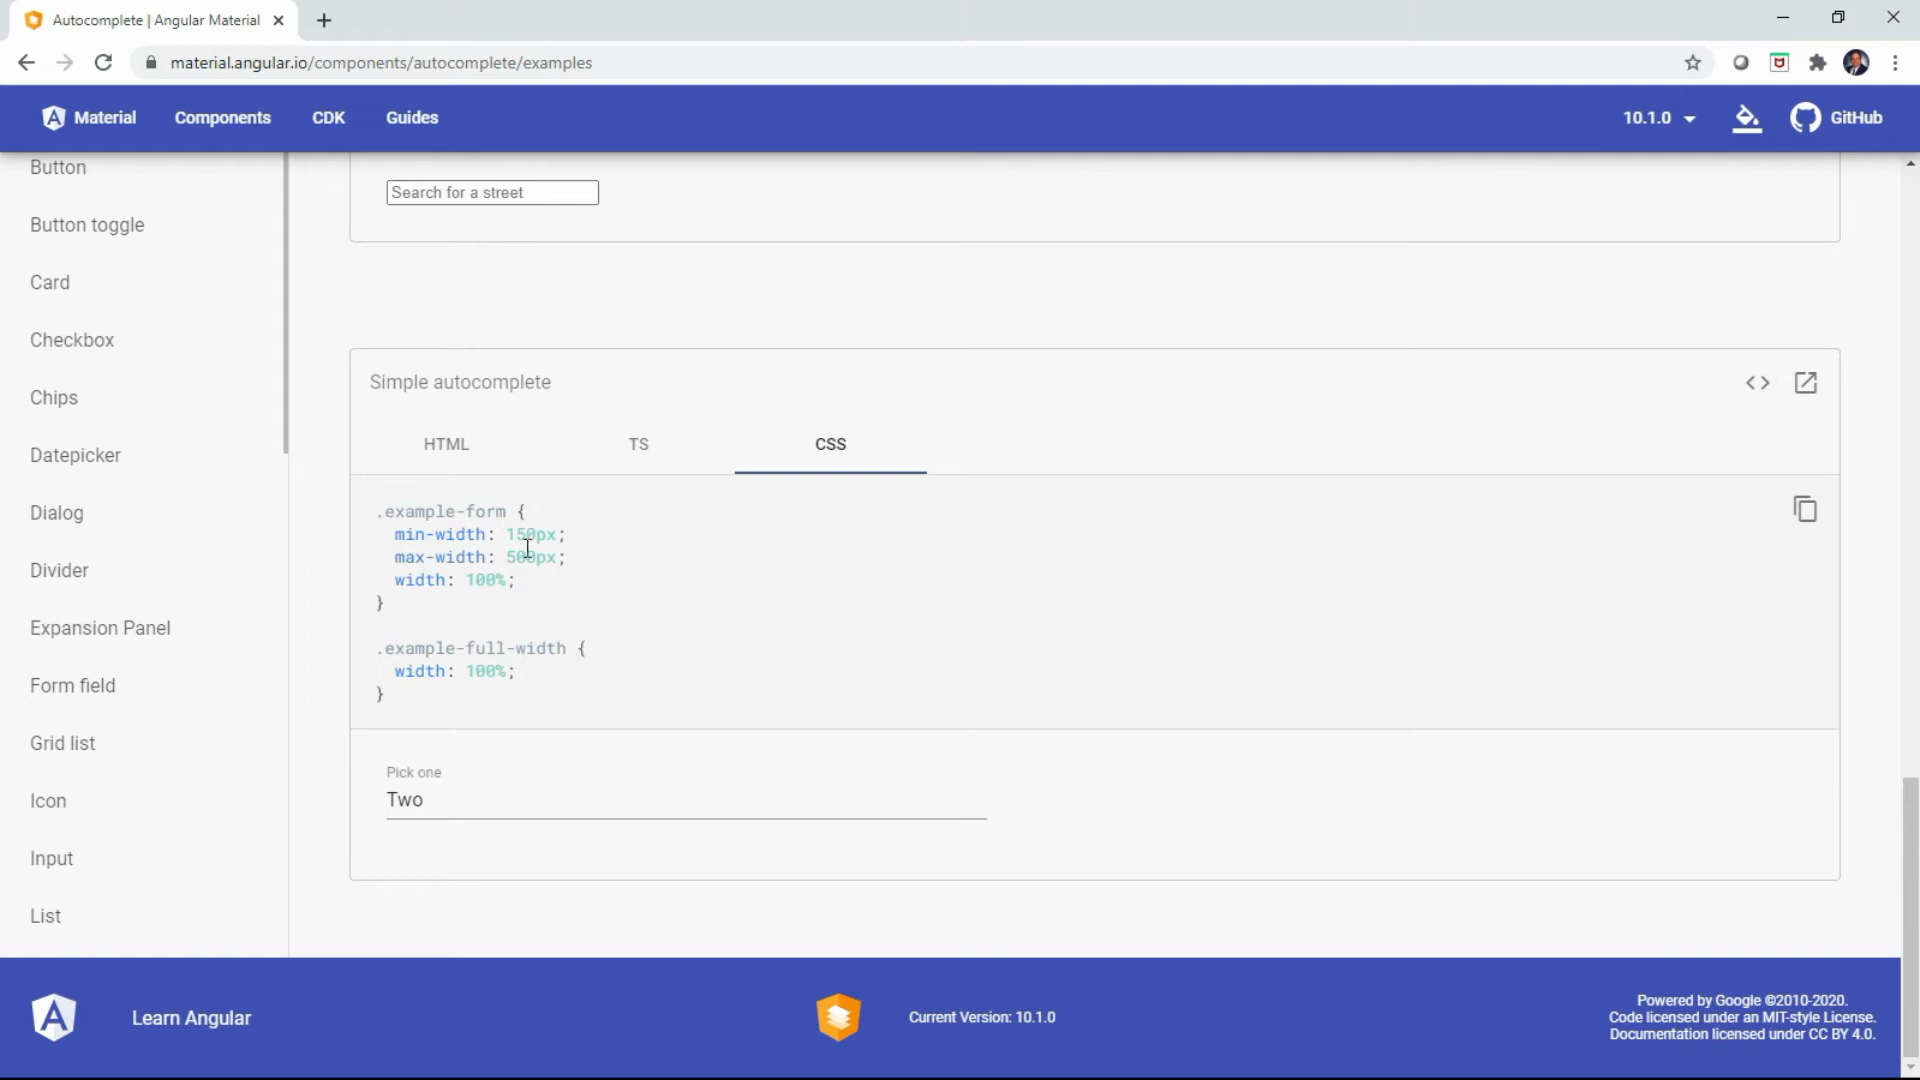 Autocomplete | Angular Material
material.angular.io/components/autocomplete/examples
Material
Components
CDK
Guides
10.1.0
GitHub
Button
Button toggle
Card
Checkbox
Chips
Datepicker
Dialog
Divider
Expansion Panel
Form field
Grid list
Icon
Input
List
Search for a street
Simple autocomplete
HTML
TS
CSS
.example-form {
min-width: 150px;
max-width: 500px;
width: 100%;
}
.example-full-width {
width: 100%;
}
Pick one
Two
Learn Angular
Current Version: 10.1.0
Powered by Google ©2010-2020.
Code licensed under an MIT-style License.
Documentation licensed under CC BY 4.0.